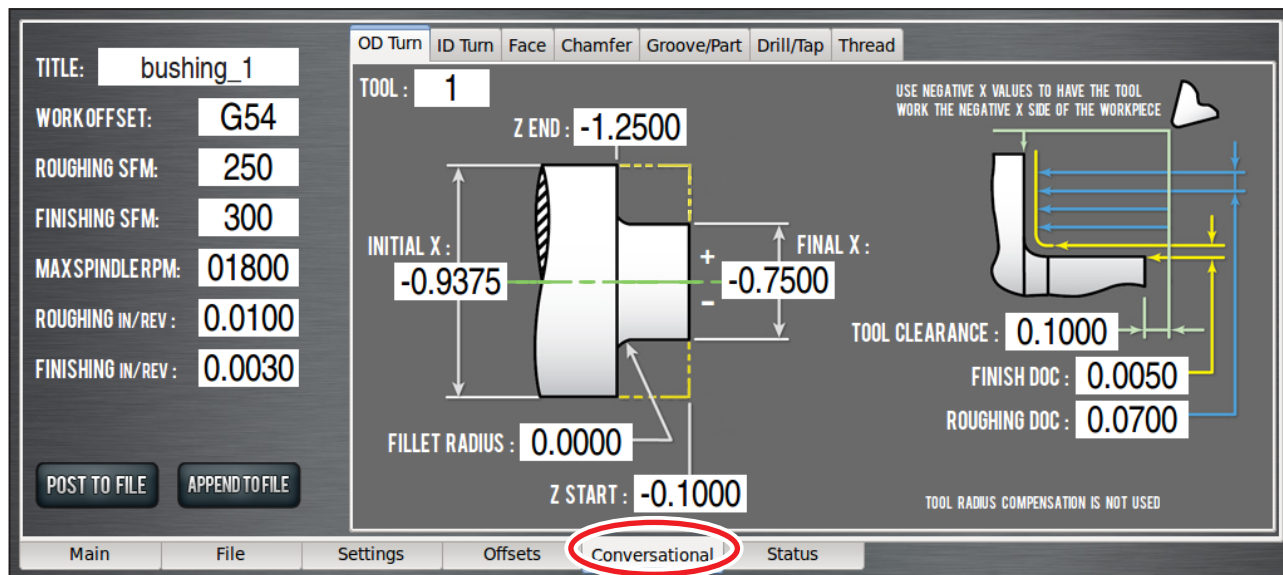 TITLE: bushing_1
WORK OFFSET: G54
ROUGHING SFM: 250
FINISHING SFM: 300
MAX SPINDLE RPM: 01800
ROUGHING IN/REV : 0.0100
FINISHING IN/REV : 0.0030
POST TO FILE
APPEND TO FILE
OD Turn ID Turn Face Chamfer Groove/Part Drill/Tap Thread
TOOL : 1
USE NEGATIVE X VALUES TO HAVE THE TOOL
WORK THE NEGATIVE X SIDE OF THE WORKPIECE
Z END : -1.2500
INITIAL X :
-0.9375
+
-
FINAL X :
-0.7500
TOOL CLEARANCE : 0.1000
FINISH DOC : 0.0050
ROUGHING DOC : 0.0700
FILLET RADIUS : 0.0000
Z START : -0.1000
TOOL RADIUS COMPENSATION IS NOT USED
Main File Settings Offsets Conversational Status